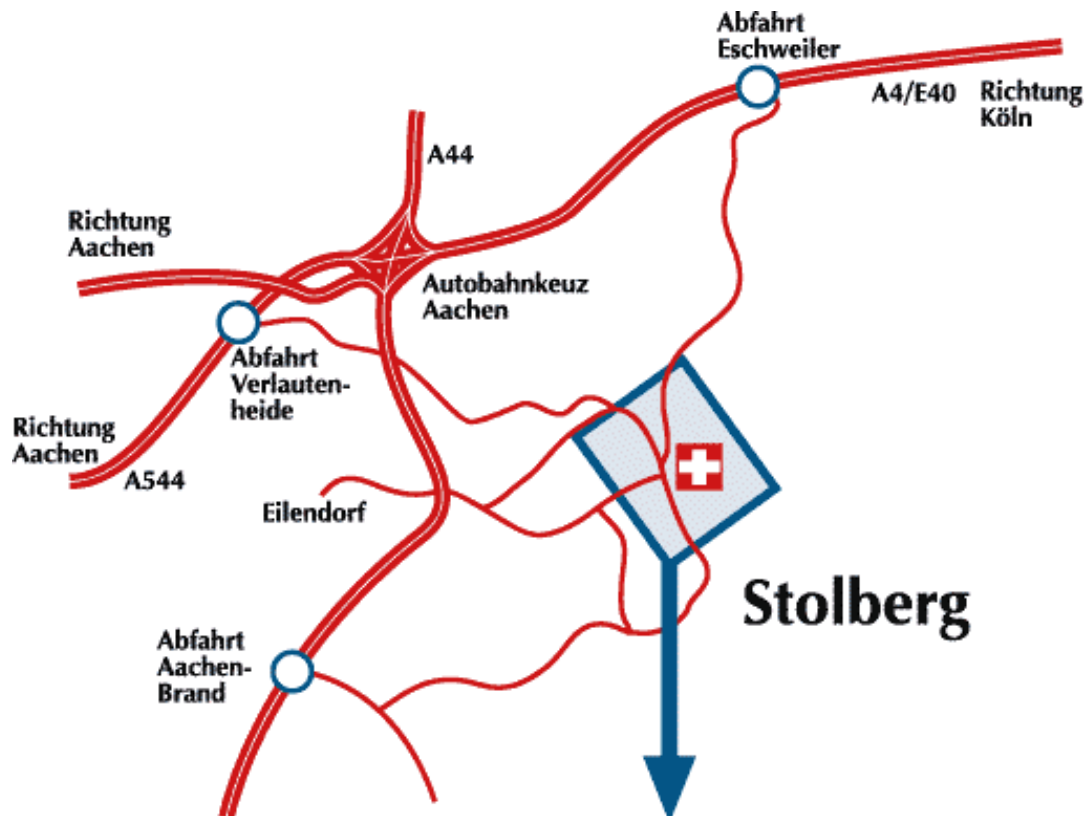 Abfahrt
Eschweiler
A4/E40
Richtung
Köln
A44
Richtung
Aachen
Autobahnkeuz
Aachen
Abfahrt
Verlauten-
heide
Richtung
Aachen
A544
Eilendorf
Stolberg
Abfahrt
Aachen-
Brand